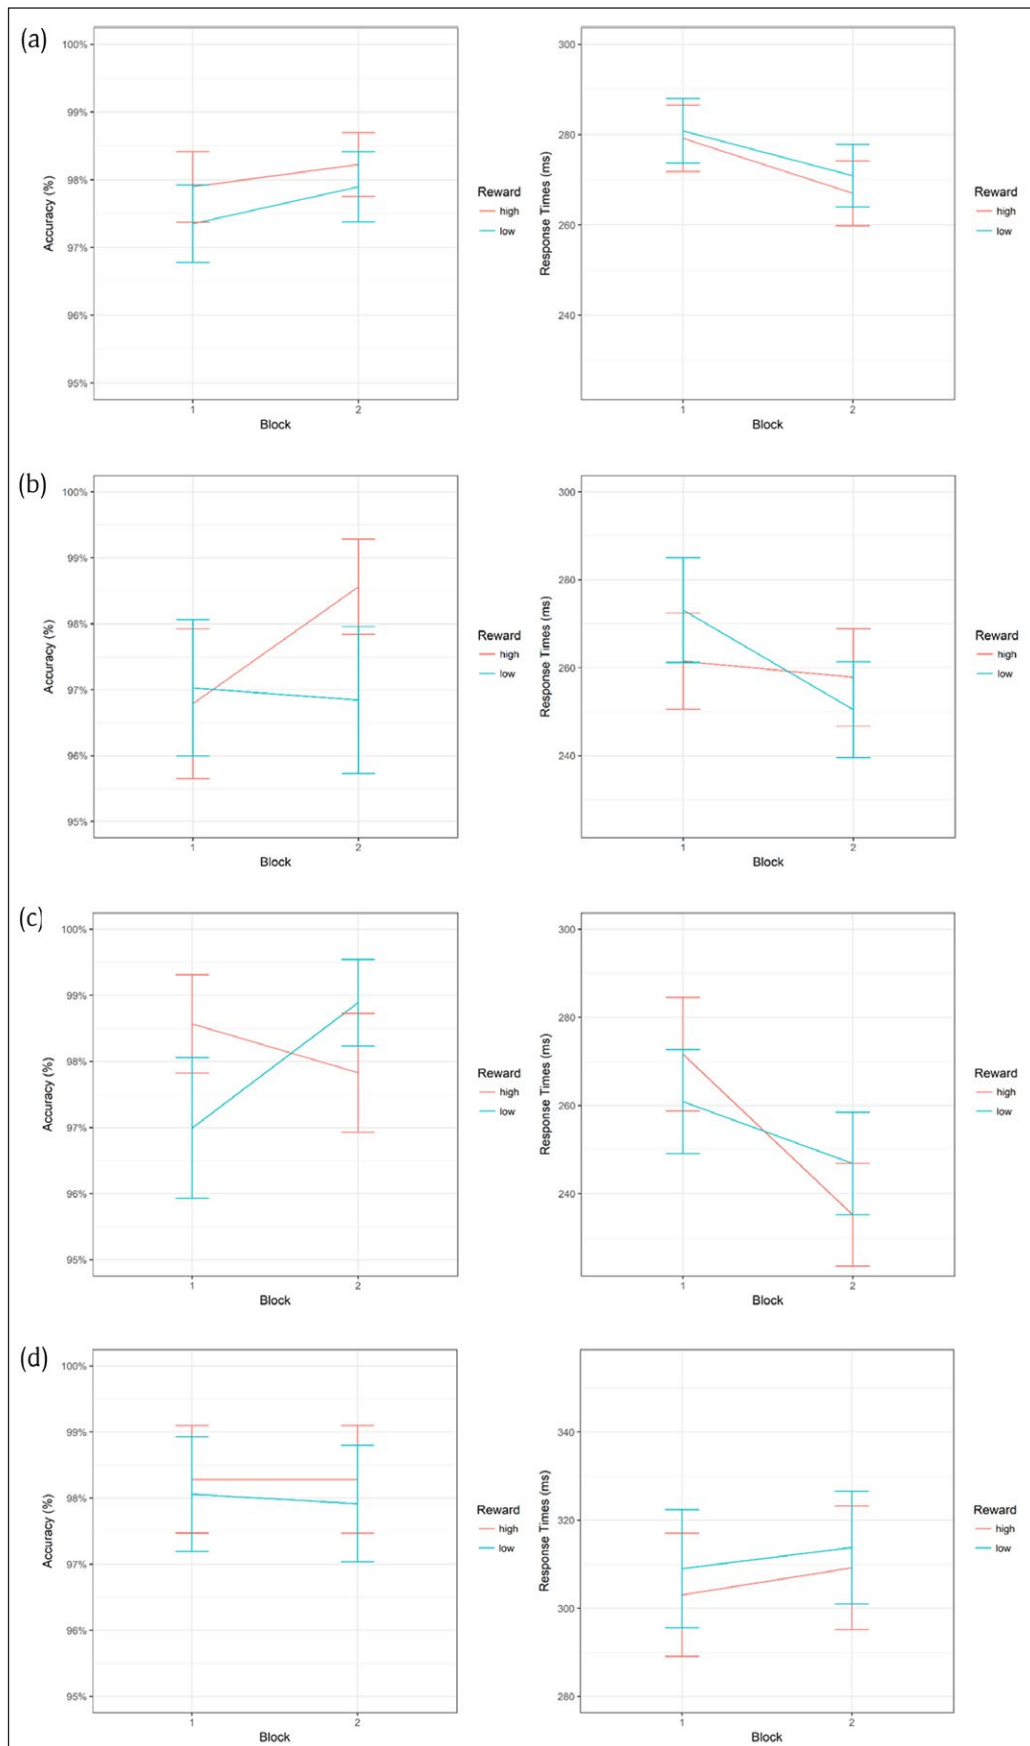 (a)
100%
99%
98%
97%
96%
95%
Accuracy (%)
1
2
Block
Reward
high
low
300
280
260
240
Response Times (ms)
1
2
Block
Reward
high
low
(b)
100%
99%
98%
97%
96%
95%
Accuracy (%)
1
2
Block
Reward
high
low
300
280
260
240
Response Times (ms)
1
2
Block
Reward
high
low
(c)
100%
99%
98%
97%
96%
95%
Accuracy (%)
1
2
Block
Reward
high
low
300
280
260
240
Response Times (ms)
1
2
Block
Reward
high
low
(d)
100%
99%
98%
97%
96%
95%
Accuracy (%)
1
2
Block
Reward
high
low
340
320
300
280
Response Times (ms)
1
2
Block
Reward
high
low